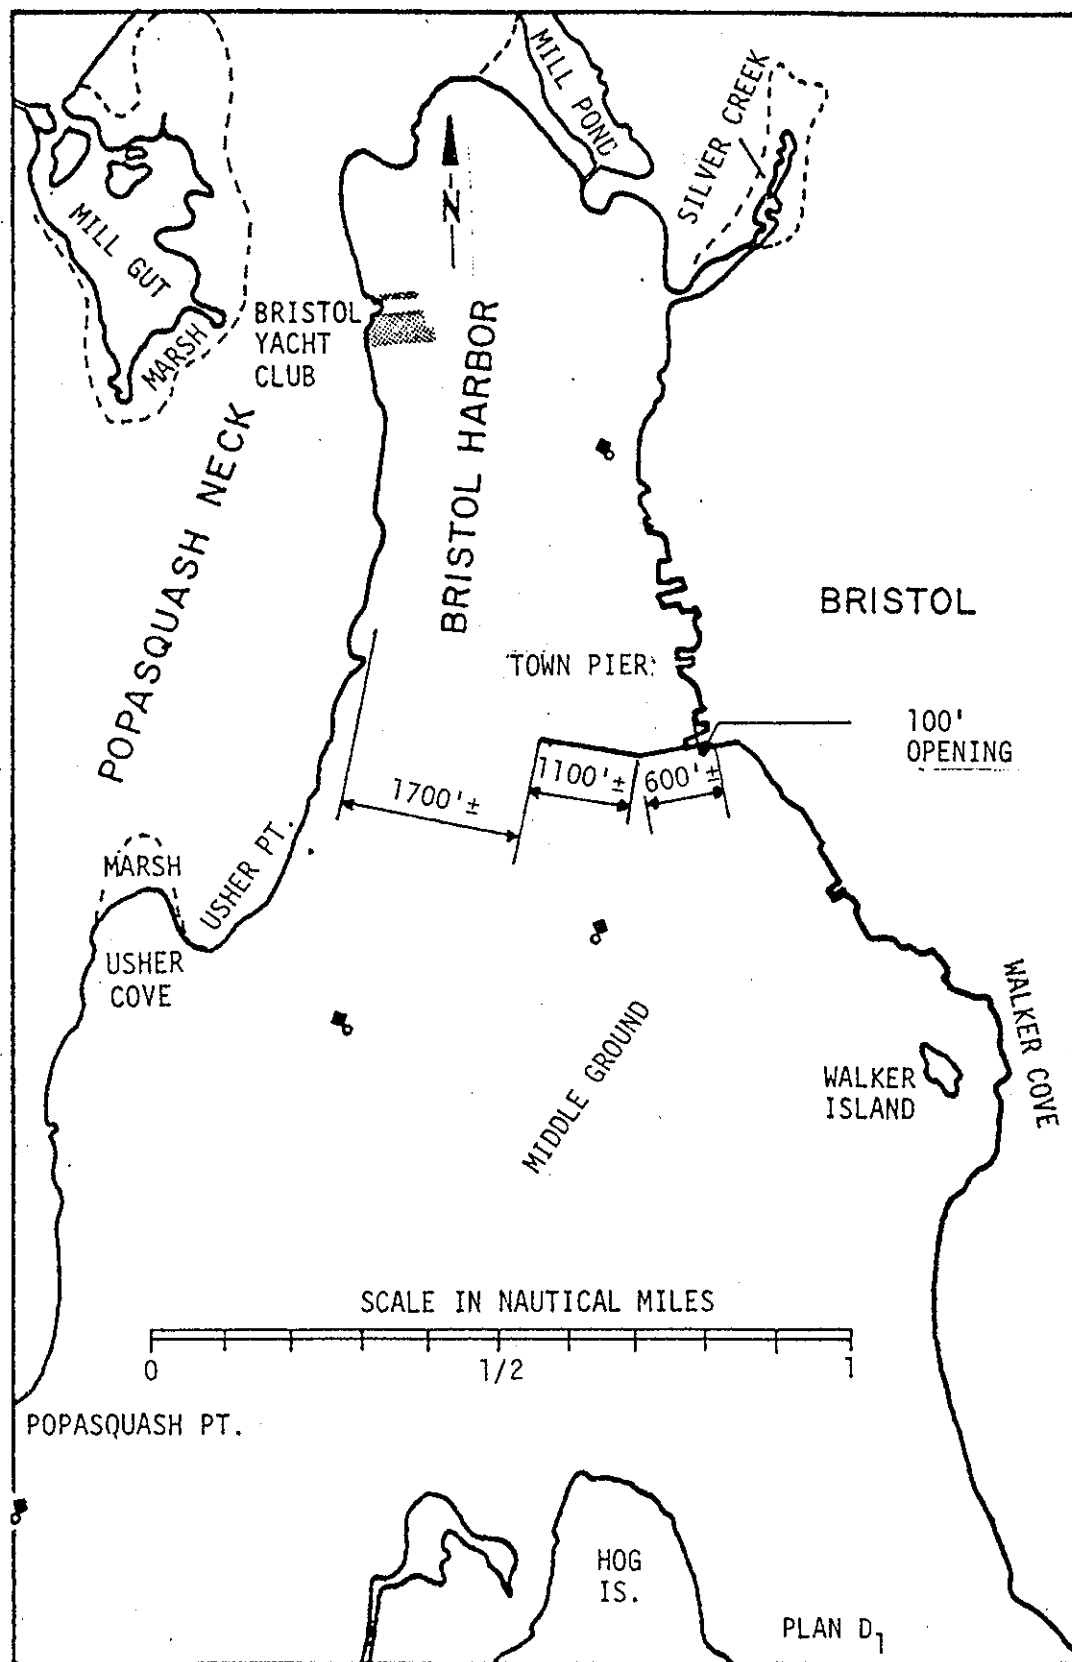 MILL POND
SILVER CREEK
N
MILL GUT
MARSH
BRISTOL
YACHT
CLUB
BRISTOL HARBOR
POPASQUASH NECK
BRISTOL
TOWN PIER
100'
OPENING
1700'±
1100'±
600'±
USHER PT.
MARSH
USHER
COVE
WALKER COVE
WALKER
ISLAND
MIDDLE GROUND
SCALE IN NAUTICAL MILES
0 1/2 1
POPASQUASH PT.
HOG
IS.
PLAN D1